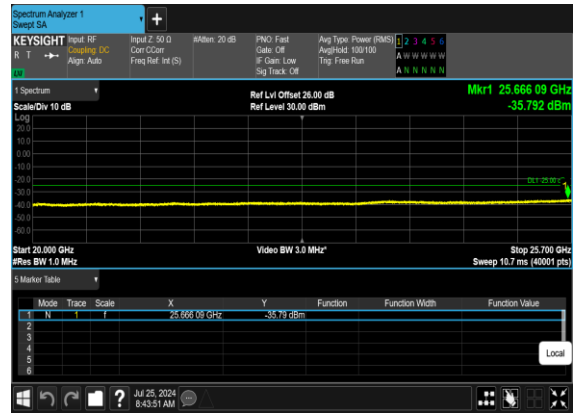 Spectrum Analyzer 1
Swept SA
KEYSIGHT Input: RF Input Z: 50 Ω #Atten: 20 dB PNO: Fast Avg Type: Power (RMS) 1 2 3 4 5 6
R T Coupling: DC Corr CCorr Gate: Off Avg|Hold: 100/100 A W W W W W
Align: Auto Freq Ref: Int (S) IF Gain: Low Trig: Free Run
LW Sig Track: Off A N N N N N
1 Spectrum Ref Lvl Offset 26.00 dB Mkr1 25.666 09 GHz
Scale/Div 10 dB Ref Level 30.00 dBm -35.792 dBm
Log
20.0
10.0
0.00
-10.0
-20.0
DL1 -25.00
-30.0
1
-40.0
-50.0
-60.0
Start 20.000 GHz Video BW 3.0 MHz* Stop 25.700 GHz
#Res BW 1.0 MHz Sweep 10.7 ms (40001 pts)
5 Marker Table
Mode Trace Scale X Y Function Function Width Function Value
1 N 1 f 25.666 09 GHz -35.79 dBm
2
3
4
5
6
Local
? Jul 25, 2024
8:43:51 AM